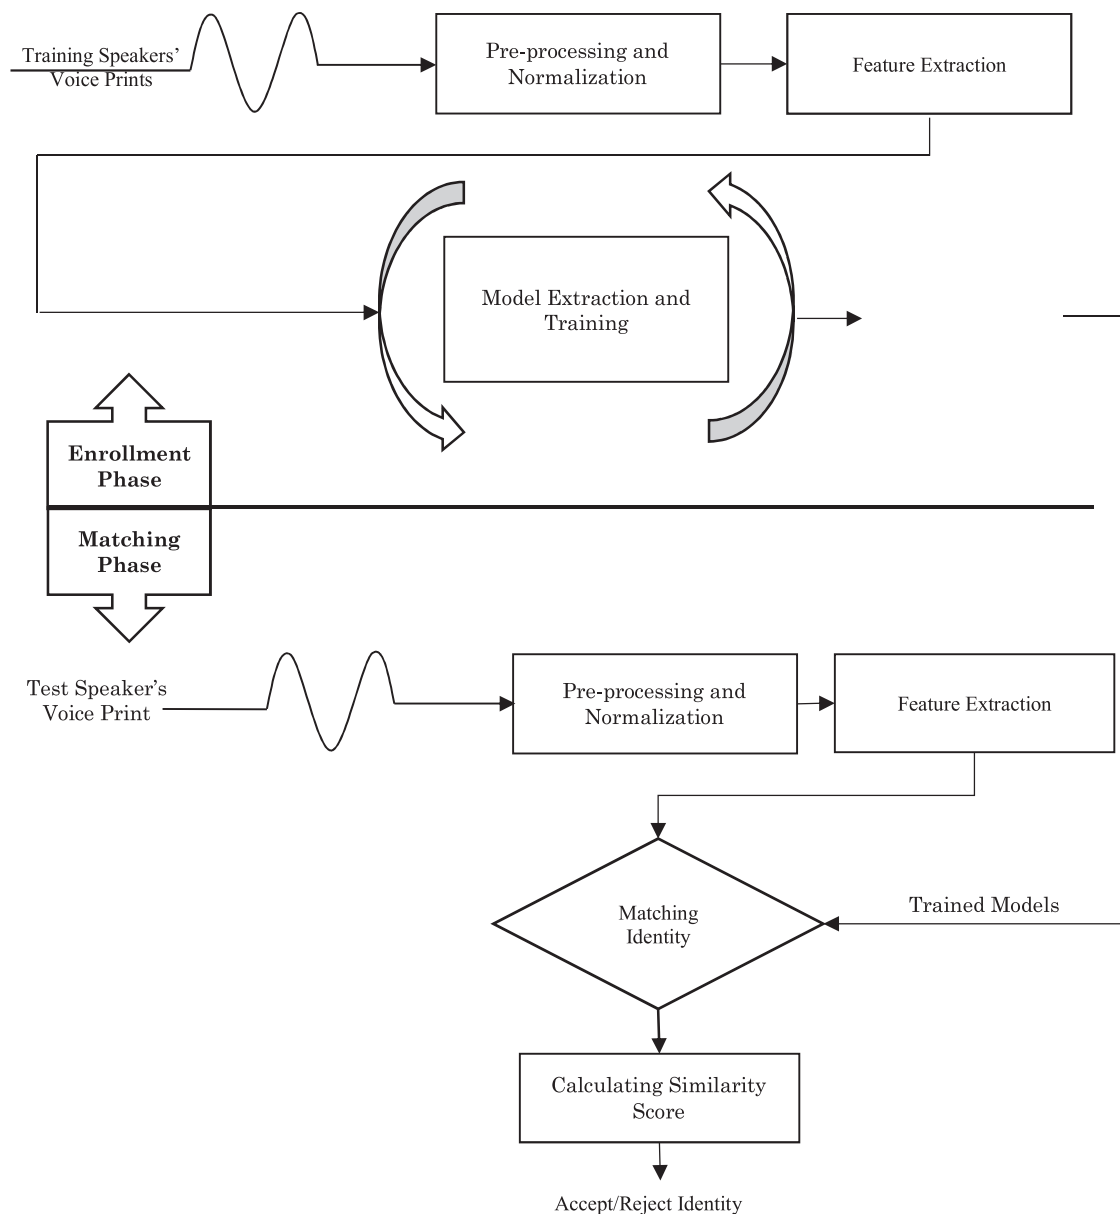 Training Speakers'
Voice Prints
Pre-processing and
Normalization
Feature Extraction
Model Extraction and
Training
Enrollment
Phase
Matching
Phase
Test Speaker's
Voice Print
Pre-processing and
Normalization
Feature Extraction
Matching
Identity
Trained Models
Calculating Similarity
Score
Accept/Reject Identity